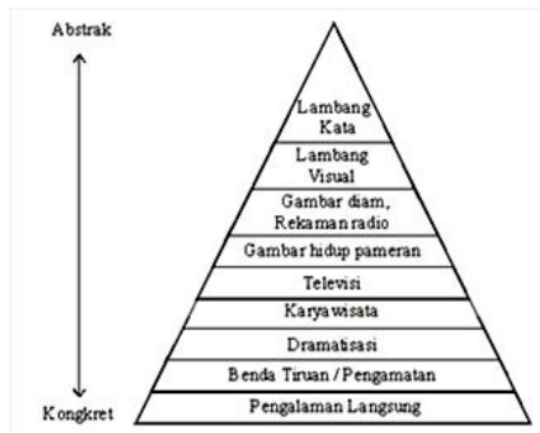 Abstrak
Lambang
Kata
Lambang
Visual
Gambar diam,
Rekaman radio
Gambar hidup pameran
Televisi
Karyawisata
Dramatisasi
Benda Tiruan / Pengamatan
Pengalaman Langsung
Kongkret